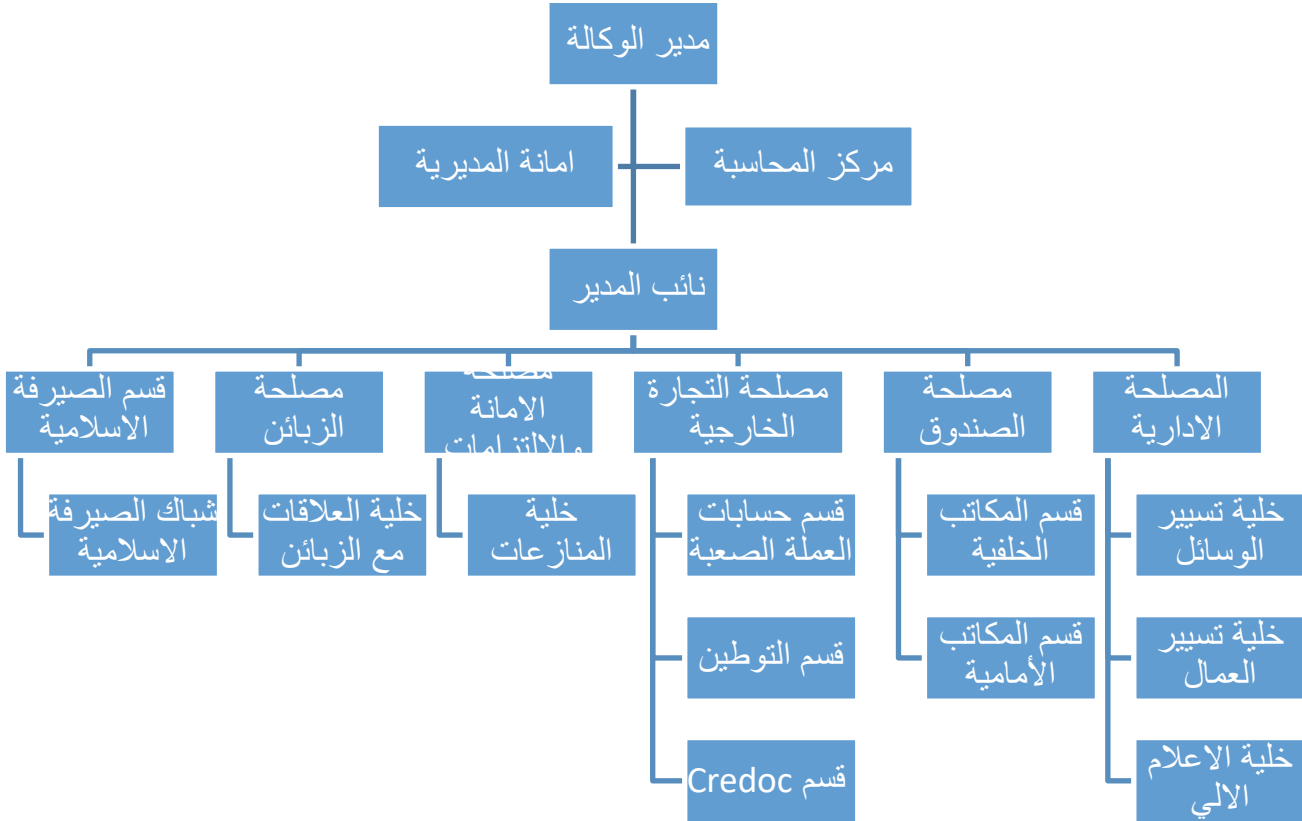 مدير الوكالة
مركز المحاسبة
امانة المديرية
نائب المدير
المصلحة
الادارية
مصلحة
الصندوق
مصلحة التجارة
الخارجية
مصلحة
الامانة
والالتزامات
مصلحة
الزبائن
قسم الصيرفة
الاسلامية
خلية تسيير
الوسائل
قسم المكاتب
الخلفية
قسم حسابات
العملة الصعبة
خلية
المنازعات
خلية العلاقات
مع الزبائن
شباك الصيرفة
الاسلامية
خلية تسيير
العمال
قسم المكاتب
الأمامية
قسم التوطين
خلية الاعلام
الالي
قسم Credoc